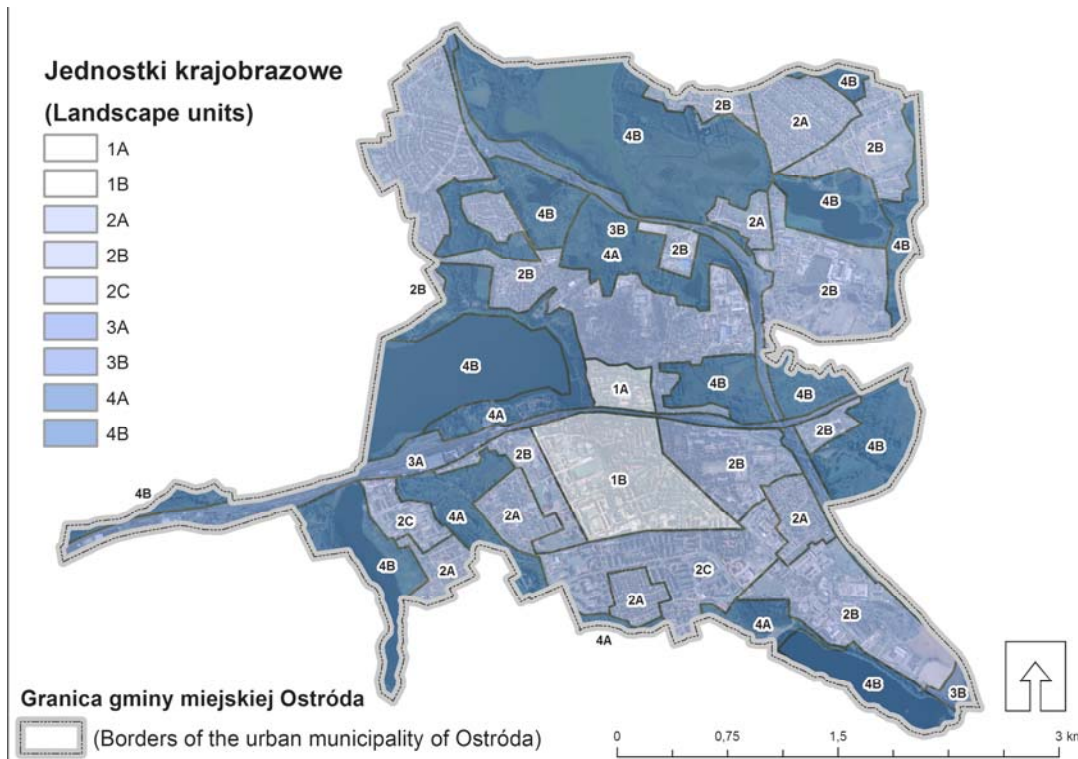 Jednostki krajobrazowe
(Landscape units)
1A
1B
2A
2B
2C
3A
3B
4A
4B
4B
2B
2A
4B
2B
4B
4B
3B
2A
4B
4A
2B
4B
2B
2B
2B
4B
1A
4B
4B
4A
2B
4B
2B
3A
2B
1B
4B
2A
2C
4A
2A
4B
2A
2C
2A
2B
4A
4A
4B
3B
Granica gminy miejskiej Ostróda
(Borders of the urban municipality of Ostróda)
0 0,75 1,5 3 km